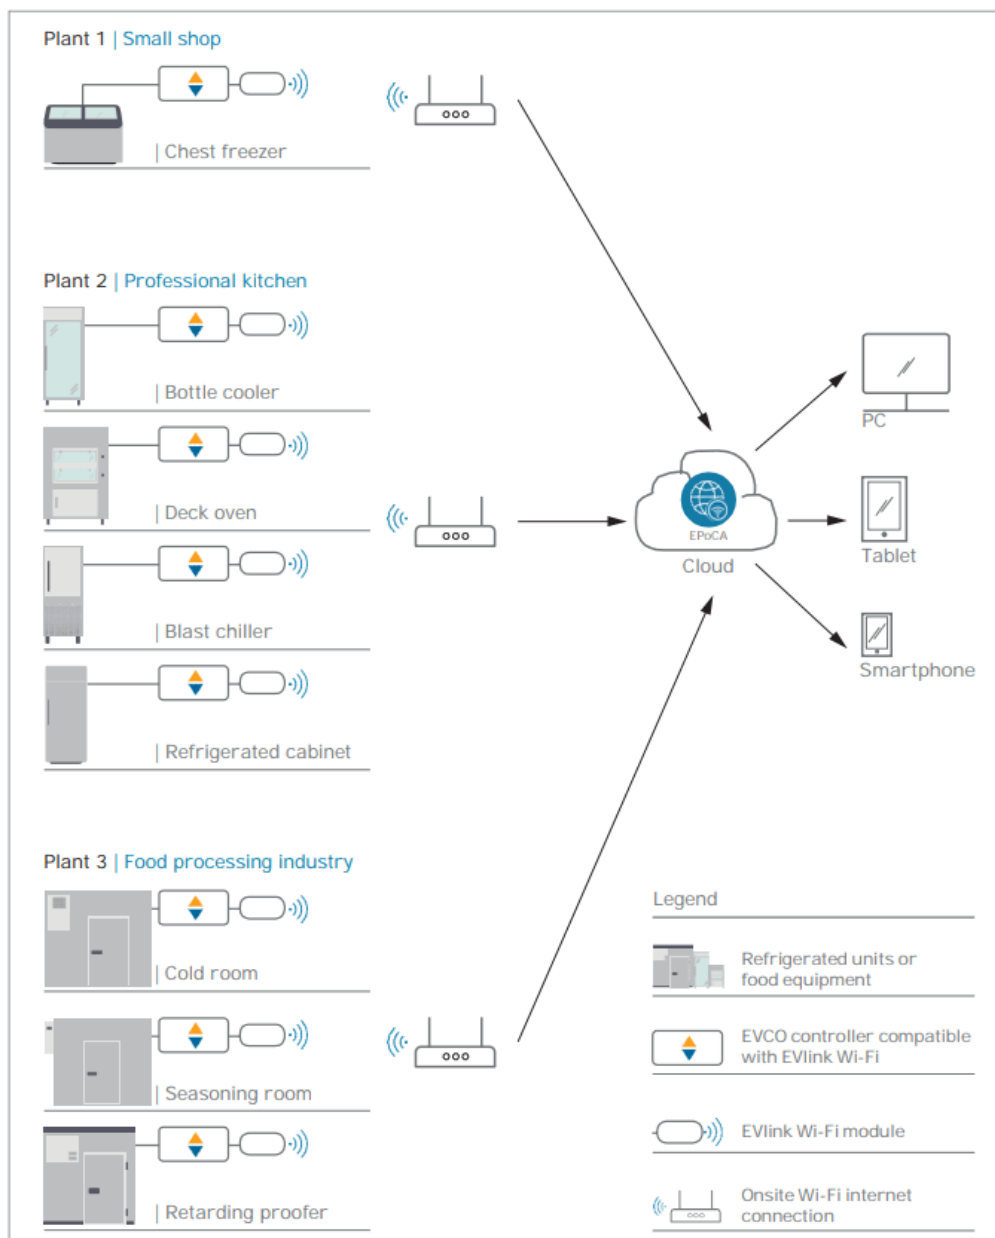 Plant 1 | Small shop
| Chest freezer
Plant 2 | Professional kitchen
| Bottle cooler
| Deck oven
| Blast chiller
| Refrigerated cabinet
Plant 3 | Food processing industry
| Cold room
| Seasoning room
| Retarding proofer
EPoCA
Cloud
PC
Tablet
Smartphone
Legend
Refrigerated units or
food equipment
EVCO controller compatible
with EVlink Wi-Fi
EVlink Wi-Fi module
Onsite Wi-Fi internet
connection